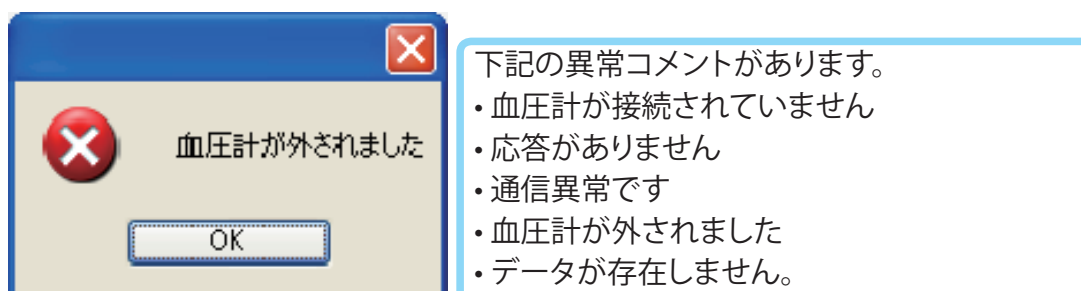 血圧計が外されました
OK
下記の異常コメントがあります。
・血圧計が接続されていません
・応答がありません
・通信異常です
・血圧計が外されました
・データが存在しません。